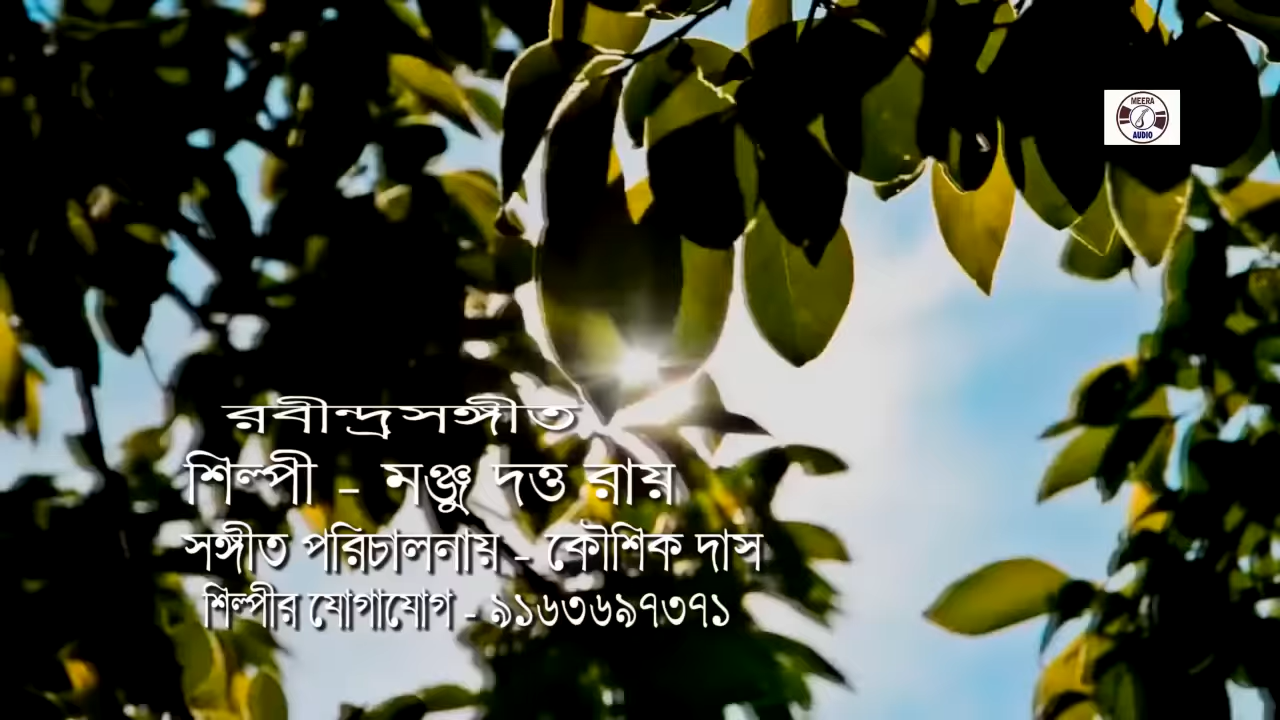 MEERA
AUDIO
রবীন্দ্রসঙ্গীত
শিল্পী - মঞ্জু দত্ত রায়
সঙ্গীত পরিচালনায় - কৌশিক দাস
শিল্পীর যোগাযোগ - ৯১৬৩৬৯৭৩৭১